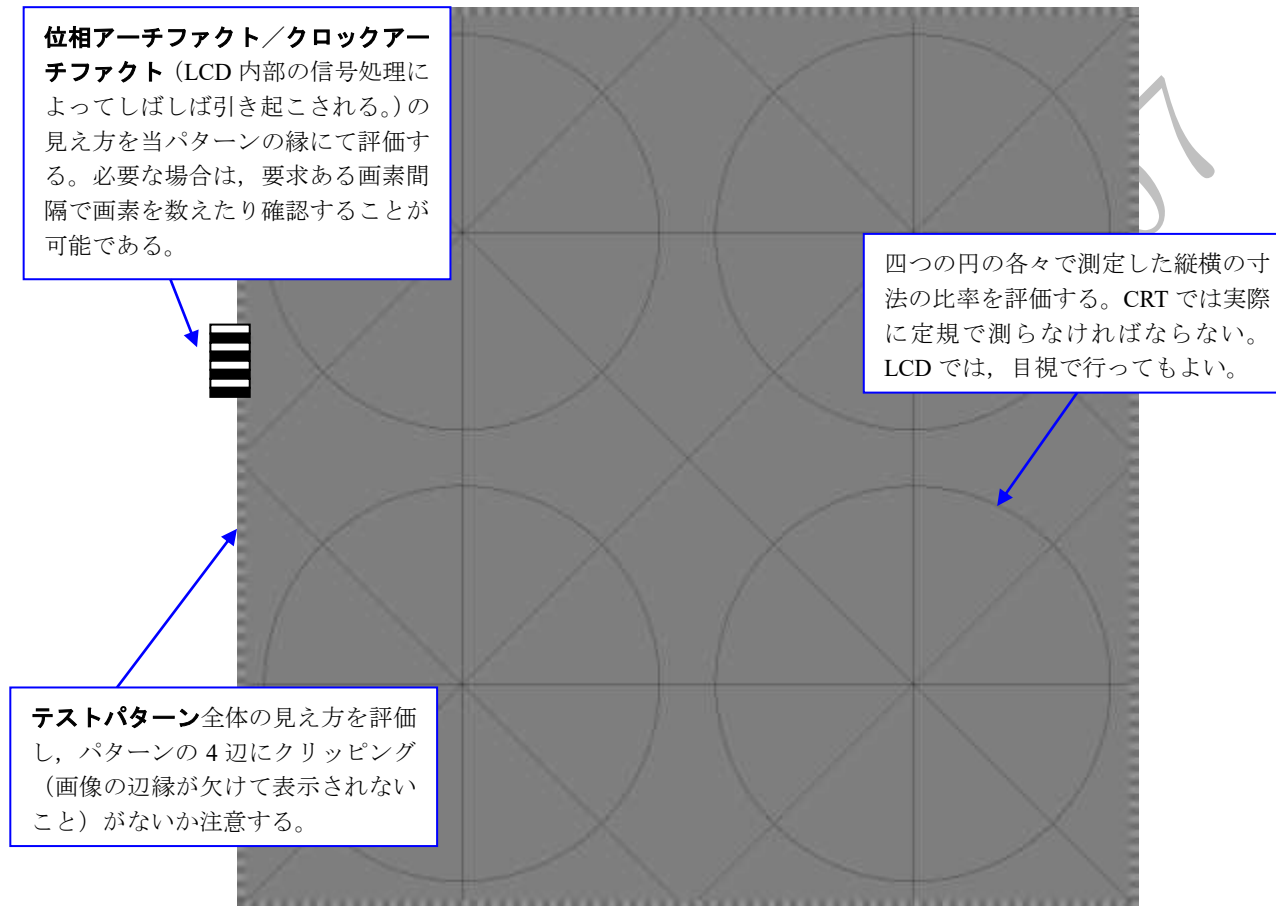 位相アーチファクト／クロックアー
チファクト（LCD 内部の信号処理に
よってしばしば引き起こされる。）の
見え方を当パターンの縁にて評価す
る。必要な場合は，要求ある画素間
隔で画素を数えたり確認することが
可能である。
四つの円の各々で測定した縦横の寸
法の比率を評価する。CRT では実際
に定規で測らなければならない。
LCD では，目視で行ってもよい。
テストパターン全体の見え方を評価
し，パターンの 4 辺にクリッピング
（画像の辺縁が欠けて表示されない
こと）がないか注意する。